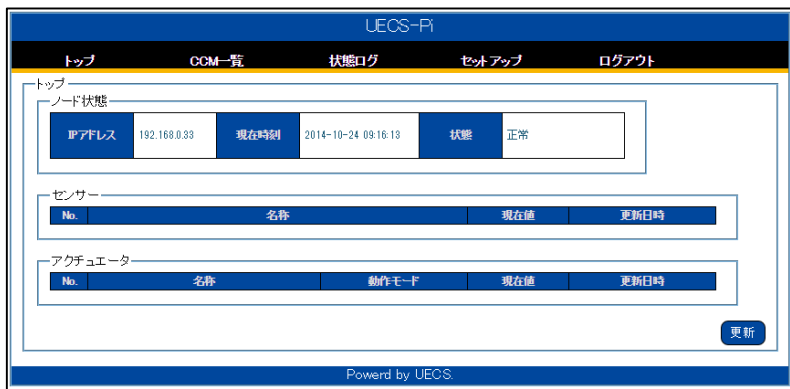 UECS-Pi
トップ CCM一覧 状態ログ セットアップ ログアウト
トップ
ノード状態
IPアドレス 192.168.0.33 現在時刻 2014-10-24 09:16:13 状態 正常
センサー
No. 名称 現在値 更新日時
アクチュエータ
No. 名称 動作モード 現在値 更新日時
更新
Powerd by UECS.